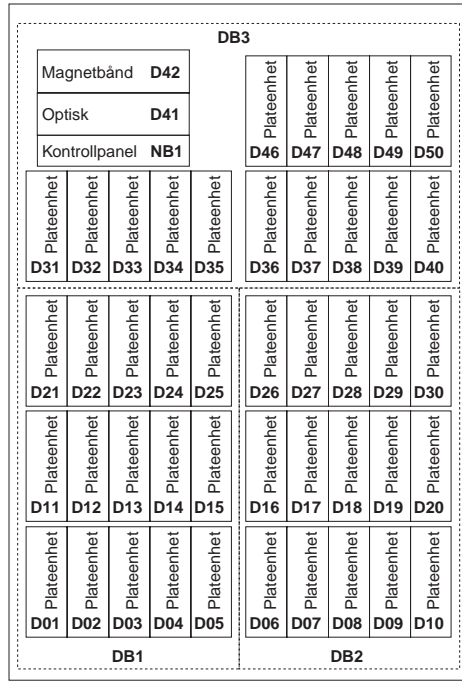 DB3
Magnetbånd D42
Optisk D41
Kontrollpanel NB1
Plateenhet Plateenhet Plateenhet Plateenhet Plateenhet
D46 D47 D48 D49 D50
Plateenhet Plateenhet Plateenhet Plateenhet Plateenhet Plateenhet Plateenhet Plateenhet Plateenhet Plateenhet
D31 D32 D33 D34 D35 D36 D37 D38 D39 D40
Plateenhet Plateenhet Plateenhet Plateenhet Plateenhet Plateenhet Plateenhet Plateenhet Plateenhet Plateenhet
D21 D22 D23 D24 D25 D26 D27 D28 D29 D30
Plateenhet Plateenhet Plateenhet Plateenhet Plateenhet Plateenhet Plateenhet Plateenhet Plateenhet Plateenhet
D11 D12 D13 D14 D15 D16 D17 D18 D19 D20
Plateenhet Plateenhet Plateenhet Plateenhet Plateenhet Plateenhet Plateenhet Plateenhet Plateenhet Plateenhet
D01 D02 D03 D04 D05 D06 D07 D08 D09 D10
DB1 DB2